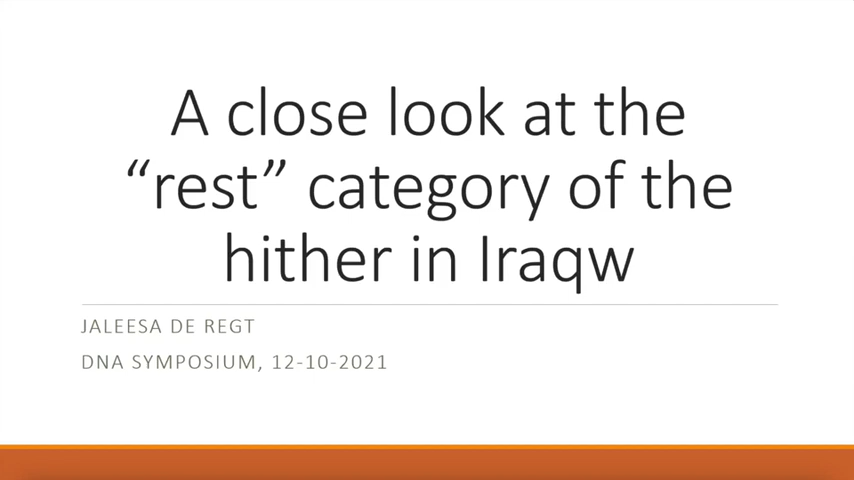 A close look at the
“rest” category of the
hither in Iraqw
JALEESA DE REGT
DNA SYMPOSIUM, 12-10-2021